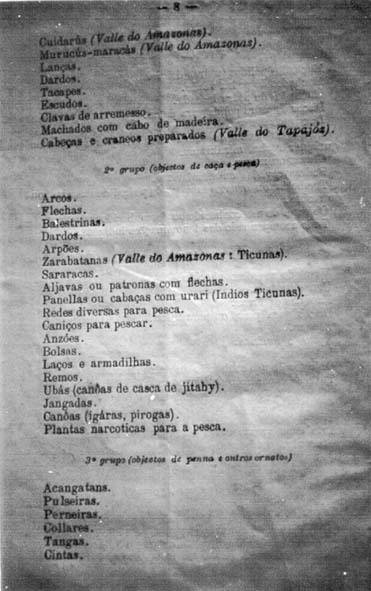 — 8 —
Cuidarús (Valle do Amazonas).
Murucús-maracás (Valle do Amazonas).
Lanças.
Dardos.
Tacapes.
Escudos.
Clavas de arremesso.
Machados com cabo de madeira.
Cabeças e craneos preparados (Valle do Tapajós).
2º grupo (objectos de caça e pesca)
Arcos.
Flechas.
Balestrinas.
Dardos.
Arpões.
Zarabatanas (Valle do Amazonas : Ticunas).
Sararacas.
Aljavas ou patronas com flechas.
Panellas ou cabaças com urari (Indios Ticunas).
Redes diversas para pesca.
Caniços para pescar.
Anzóes.
Bolsas.
Laços e armadilhas.
Remos.
Ubás (canôas de casca de jitahy).
Jangadas.
Canôas (igáras, pirogas).
Plantas narcoticas para a pesca.
3º grupo (objectos de penna e outros ornatos)
Acangatans.
Pulseiras.
Perneiras.
Collares.
Tangas.
Cintas.